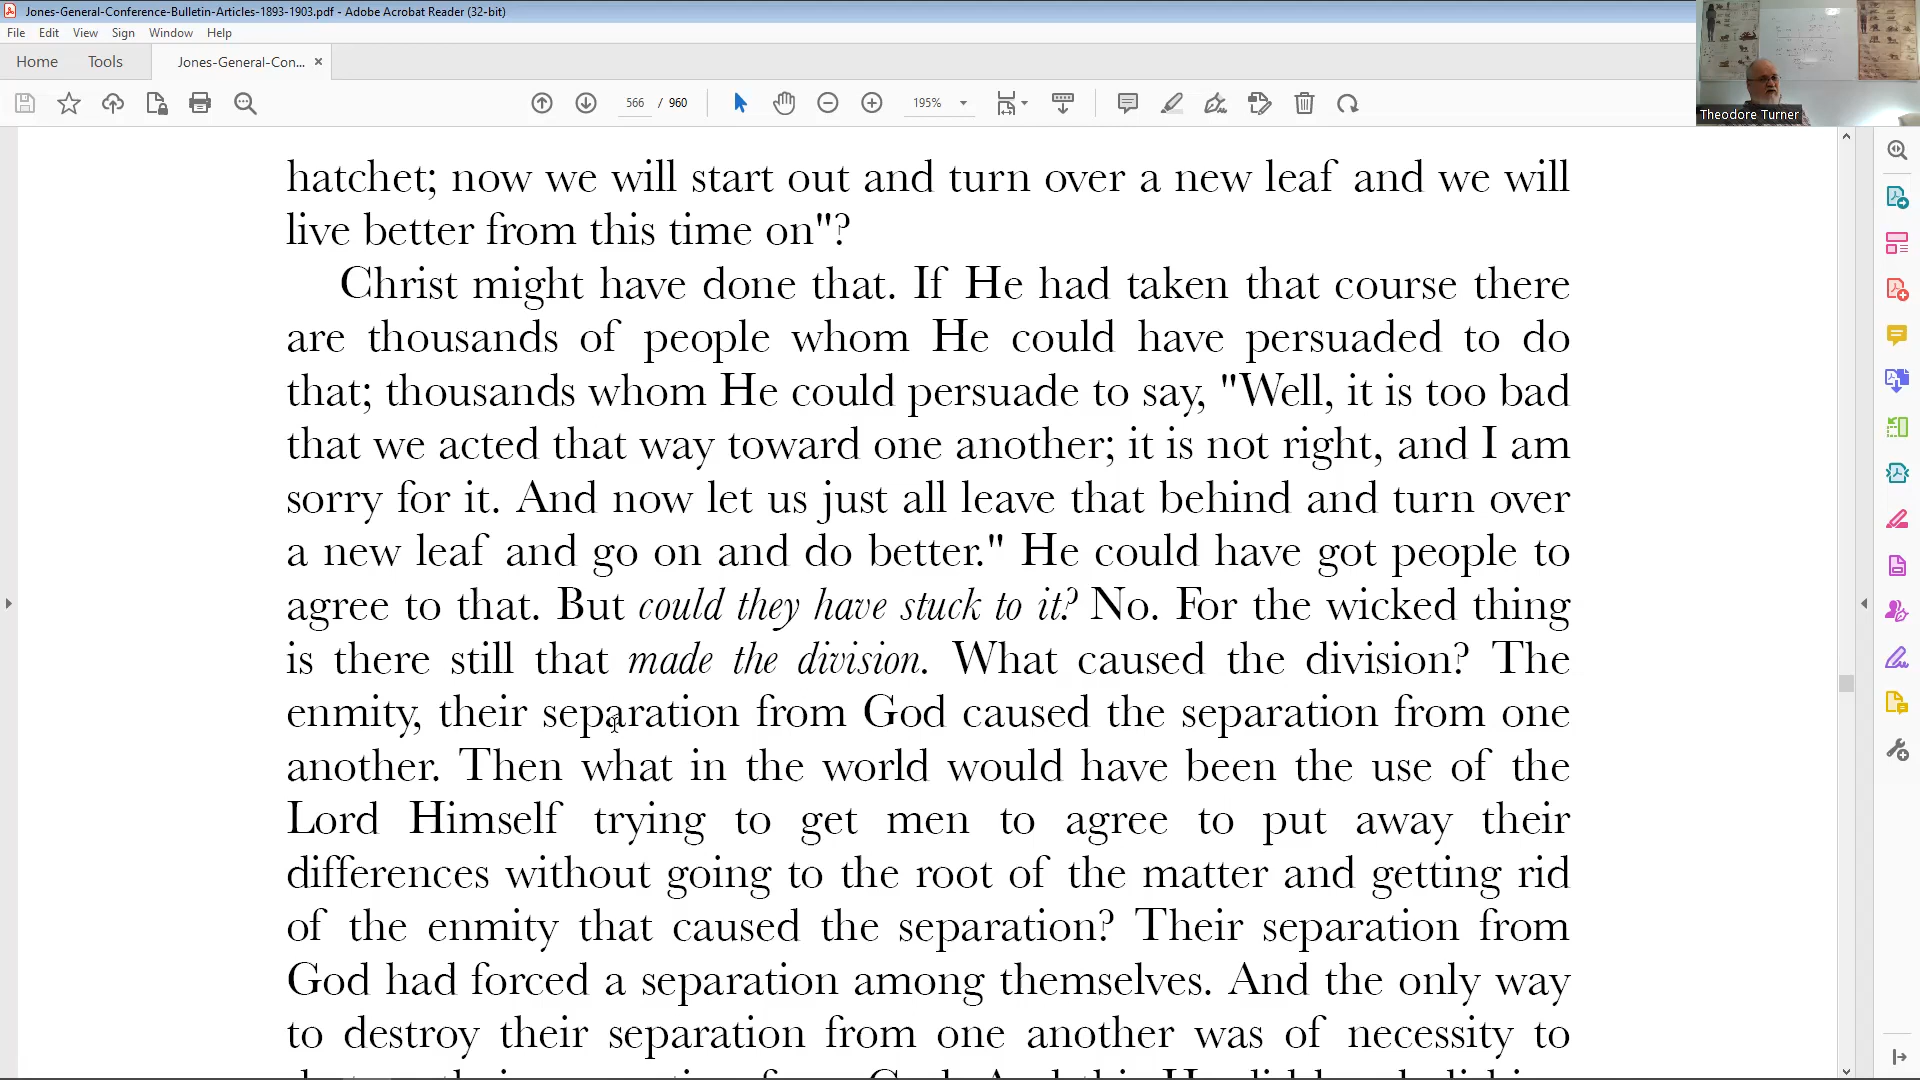 Jones-General-Conference-Bulletin-Articles-1893-1903.pdf - Adobe Acrobat Reader (32-bit)
File Edit View Sign Window Help
Home Tools Jones-General-Con... ×
566 / 960 195%
Theodore Turner
hatchet; now we will start out and turn over a new leaf and we will
live better from this time on"?
Christ might have done that. If He had taken that course there
are thousands of people whom He could have persuaded to do
that; thousands whom He could persuade to say, "Well, it is too bad
that we acted that way toward one another; it is not right, and I am
sorry for it. And now let us just all leave that behind and turn over
a new leaf and go on and do better." He could have got people to
agree to that. But could they have stuck to it? No. For the wicked thing
is there still that made the division. What caused the division? The
enmity, their separation from God caused the separation from one
another. Then what in the world would have been the use of the
Lord Himself trying to get men to agree to put away their
differences without going to the root of the matter and getting rid
of the enmity that caused the separation? Their separation from
God had forced a separation among themselves. And the only way
to destroy their separation from one another was of necessity to